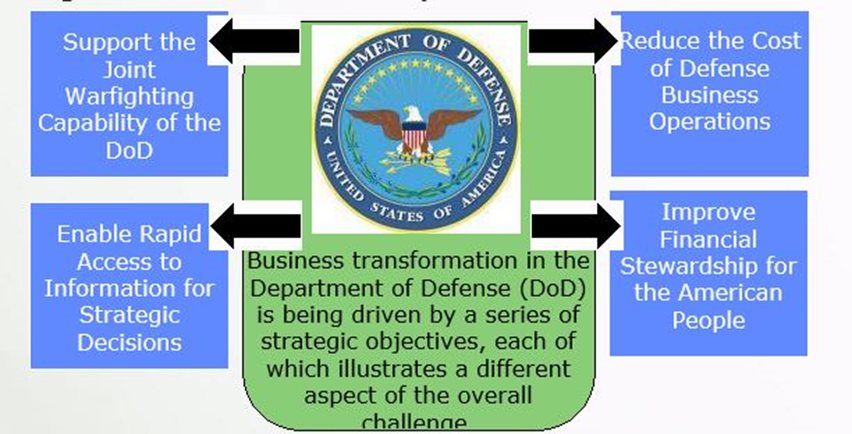 Support the
Joint
Warfighting
Capability of the
DoD
DEPARTMENT OF DEFENSE
UNITED STATES OF AMERICA
Reduce the Cost
of Defense
Business
Operations
Enable Rapid
Access to
Information for
Strategic
Decisions
Business transformation in the
Department of Defense (DoD)
is being driven by a series of
strategic objectives, each of
which illustrates a different
aspect of the overall
challenge
Improve
Financial
Stewardship for
the American
People